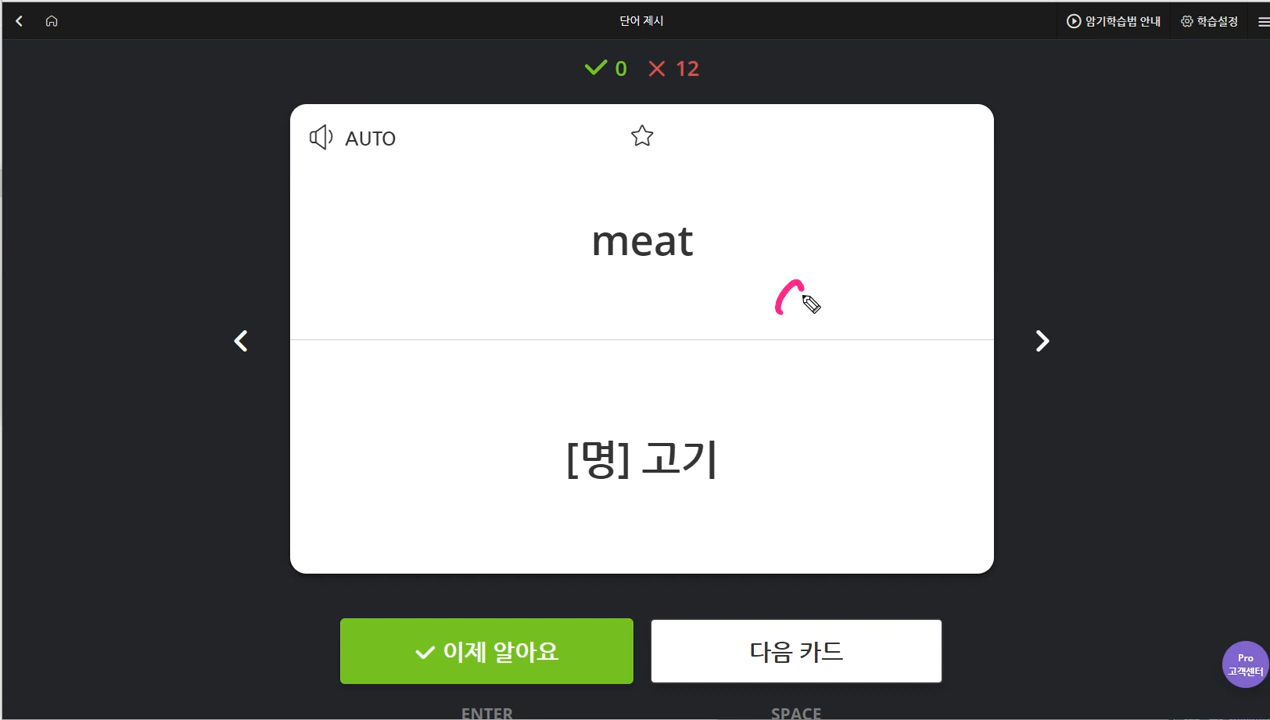 단어 제시
암기학습법 안내
학습설정
0
12
AUTO
meat
[명] 고기
이제 알아요
다음 카드
ENTER
SPACE
Pro
고객센터